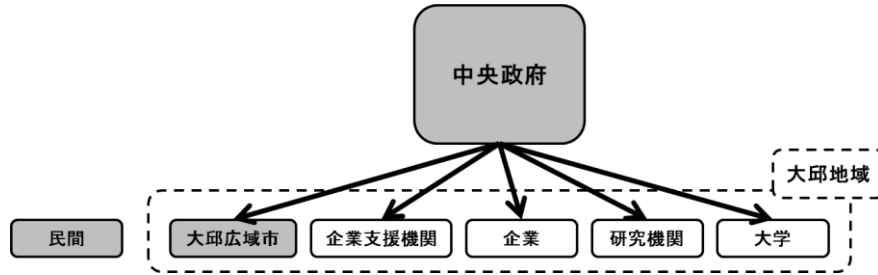 中央政府
大邱地域
民間
大邱広域市
企業支援機関
企業
研究機関
大学